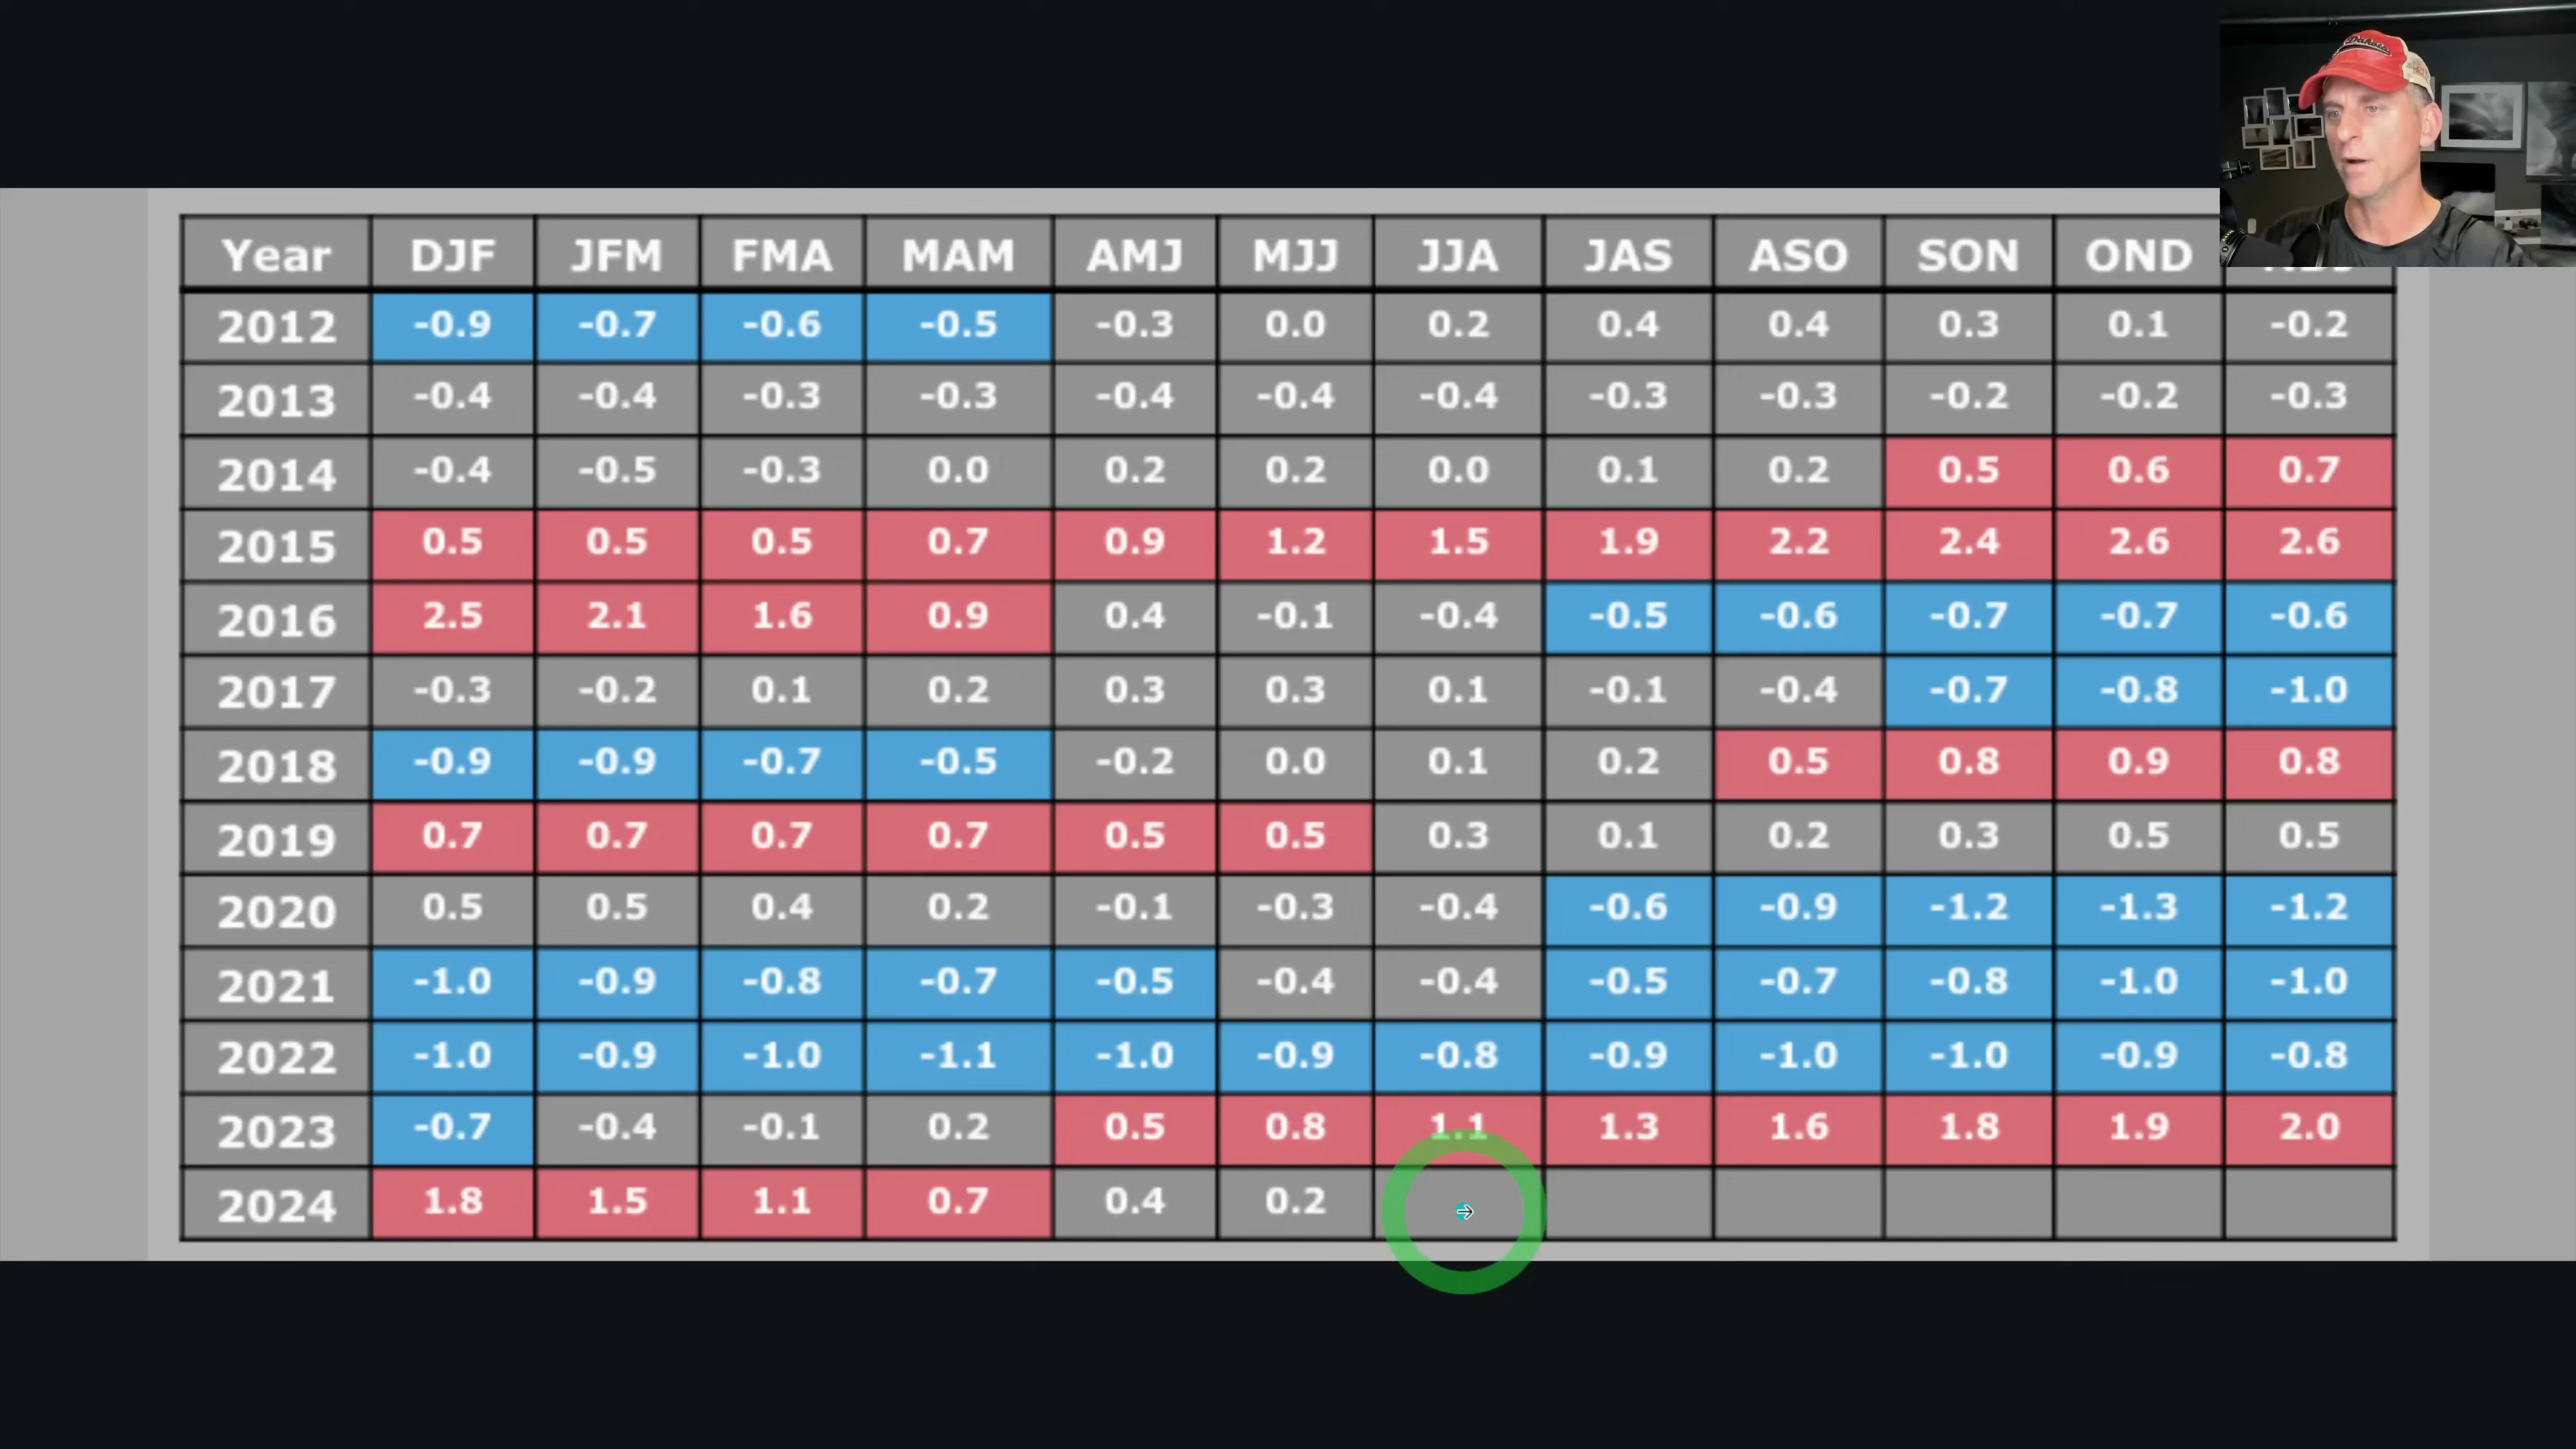 Dakota
Year DJF JFM FMA MAM AMJ MJJ JJA JAS ASO SON OND
2012 -0.9 -0.7 -0.6 -0.5 -0.3 0.0 0.2 0.4 0.4 0.3 0.1 -0.2
2013 -0.4 -0.4 -0.3 -0.3 -0.4 -0.4 -0.4 -0.3 -0.3 -0.2 -0.2 -0.3
2014 -0.4 -0.5 -0.3 0.0 0.2 0.2 0.0 0.1 0.2 0.5 0.6 0.7
2015 0.5 0.5 0.5 0.7 0.9 1.2 1.5 1.9 2.2 2.4 2.6 2.6
2016 2.5 2.1 1.6 0.9 0.4 -0.1 -0.4 -0.5 -0.6 -0.7 -0.7 -0.6
2017 -0.3 -0.2 0.1 0.2 0.3 0.3 0.1 -0.1 -0.4 -0.7 -0.8 -1.0
2018 -0.9 -0.9 -0.7 -0.5 -0.2 0.0 0.1 0.2 0.5 0.8 0.9 0.8
2019 0.7 0.7 0.7 0.7 0.5 0.5 0.3 0.1 0.2 0.3 0.5 0.5
2020 0.5 0.5 0.4 0.2 -0.1 -0.3 -0.4 -0.6 -0.9 -1.2 -1.3 -1.2
2021 -1.0 -0.9 -0.8 -0.7 -0.5 -0.4 -0.4 -0.5 -0.7 -0.8 -1.0 -1.0
2022 -1.0 -0.9 -1.0 -1.1 -1.0 -0.9 -0.8 -0.9 -1.0 -1.0 -0.9 -0.8
2023 -0.7 -0.4 -0.1 0.2 0.5 0.8 1.1 1.3 1.6 1.8 1.9 2.0
2024 1.8 1.5 1.1 0.7 0.4 0.2